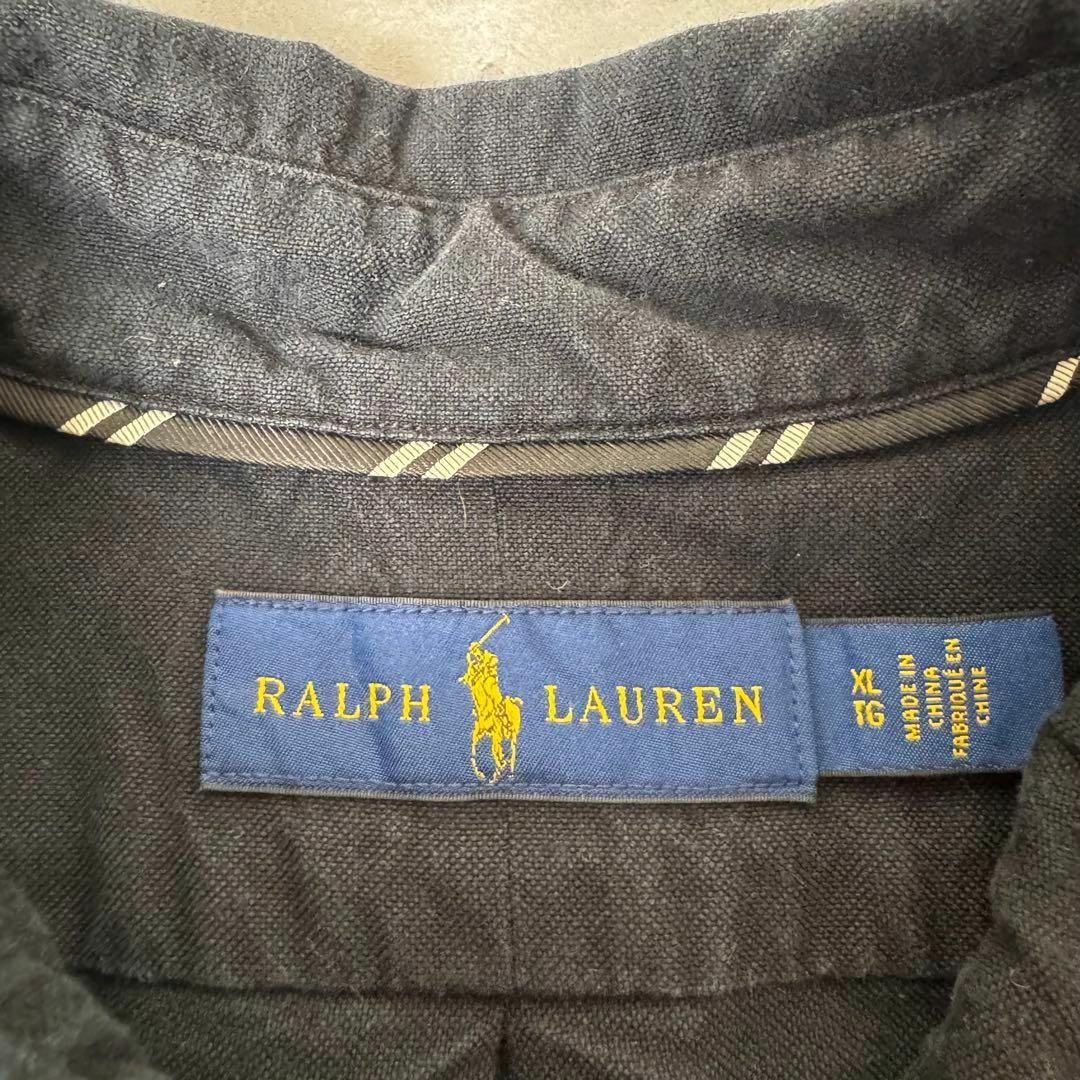 RALPH LAUREN
XL
TG
MADE IN
CHINA
FABRIQUÉ EN
CHINE